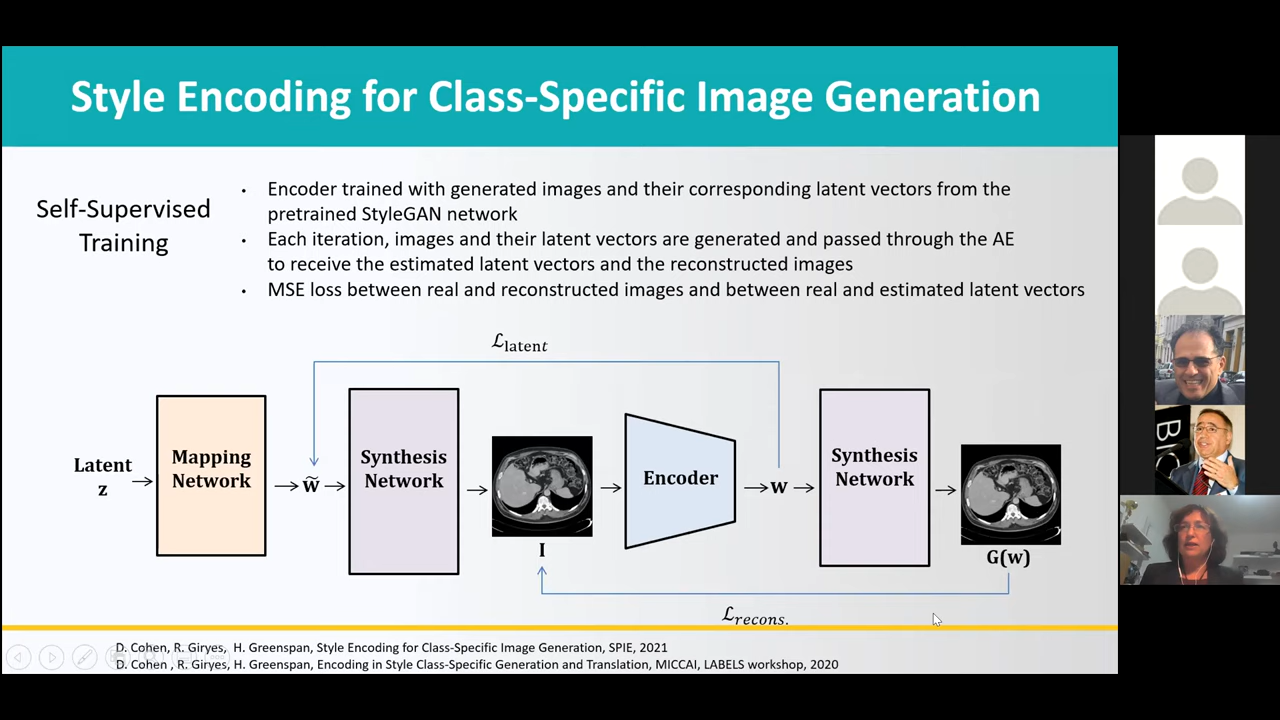 Style Encoding for Class-Specific Image Generation
Self-Supervised
Training
• Encoder trained with generated images and their corresponding latent vectors from the
pretrained StyleGAN network
• Each iteration, images and their latent vectors are generated and passed through the AE
to receive the estimated latent vectors and the reconstructed images
• MSE loss between real and reconstructed images and between real and estimated latent vectors
ℒlatent
Latent
z
Mapping
Network
w̃
Synthesis
Network
I
Encoder
w
Synthesis
Network
G(w)
ℒrecons.
D. Cohen, R. Giryes, H. Greenspan, Style Encoding for Class-Specific Image Generation, SPIE, 2021
D. Cohen , R. Giryes, H. Greenspan, Encoding in Style Class-Specific Generation and Translation, MICCAI, LABELS workshop, 2020